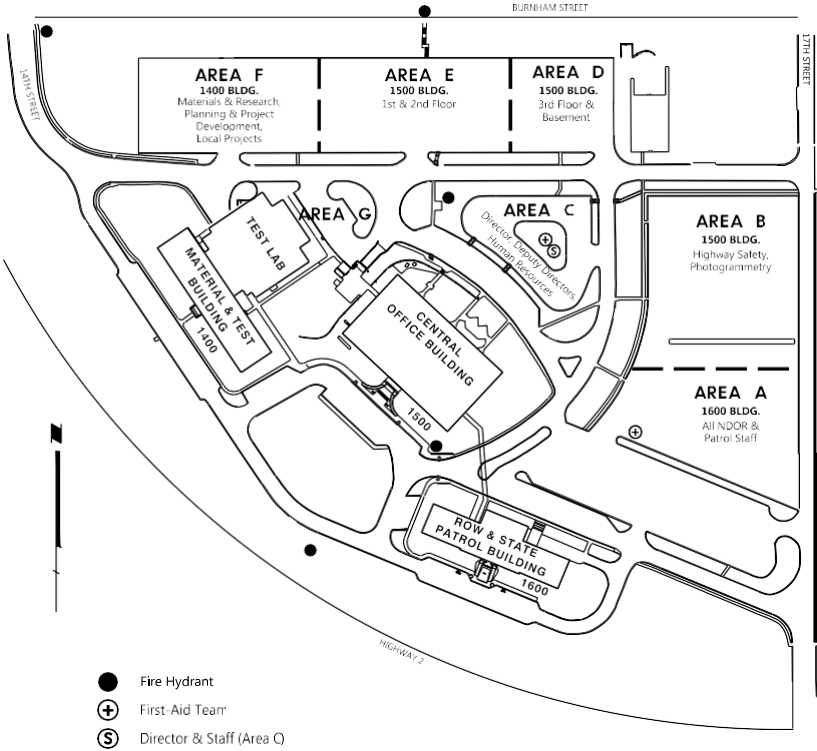 BURNHAM STREET
14TH STREET
17TH STREET
AREA F
1400 BLDG.
Materials & Research,
Planning & Project
Development,
Local Projects
AREA E
1500 BLDG.
1st & 2nd Floor
AREA D
1500 BLDG.
3rd Floor &
Basement
AREA G
AREA C
Director, Deputy Directors,
Human Resources
S
AREA B
1500 BLDG.
Highway Safety,
Photogrammetry
TEST LAB
MATERIAL & TEST
BUILDING
1400
CENTRAL
OFFICE BUILDING
1500
AREA A
1600 BLDG.
All NDOR &
Patrol Staff
ROW & STATE
PATROL BUILDING
1600
HIGHWAY 2
Fire Hydrant
First-Aid Team
S Director & Staff (Area C)